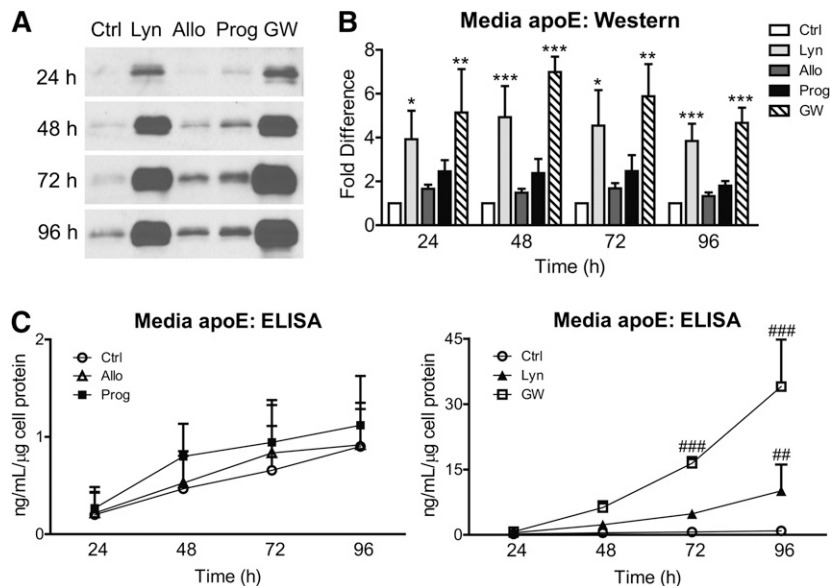 A
Ctrl Lyn Allo Prog GW
24 h
48 h
72 h
96 h
B
Media apoE: Western
Fold Difference
8
6
4
2
0
* ** *** *** * ** *** ***
24 48 72 96
Time (h)
Ctrl
Lyn
Allo
Prog
GW
C
Media apoE: ELISA
ng/mL/μg cell protein
2
1
0
Ctrl
Allo
Prog
24 48 72 96
Time (h)
Media apoE: ELISA
ng/mL/μg cell protein
45
30
15
0
Ctrl
Lyn
GW
###
###
##
24 48 72 96
Time (h)